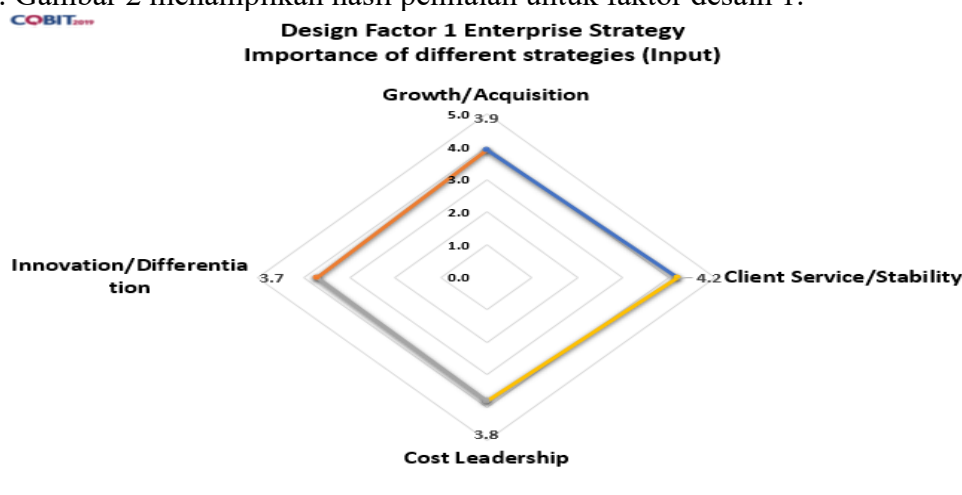 . Gambar 2 menampilkan hasil penilaian untuk faktor desain 1.
COBIT 2019
Design Factor 1 Enterprise Strategy
Importance of different strategies (Input)
Growth/Acquisition
5.0 3.9
4.0
3.0
2.0
1.0
Innovation/Differentia
tion
3.7
0.0
4.2 Client Service/Stability
3.8
Cost Leadership